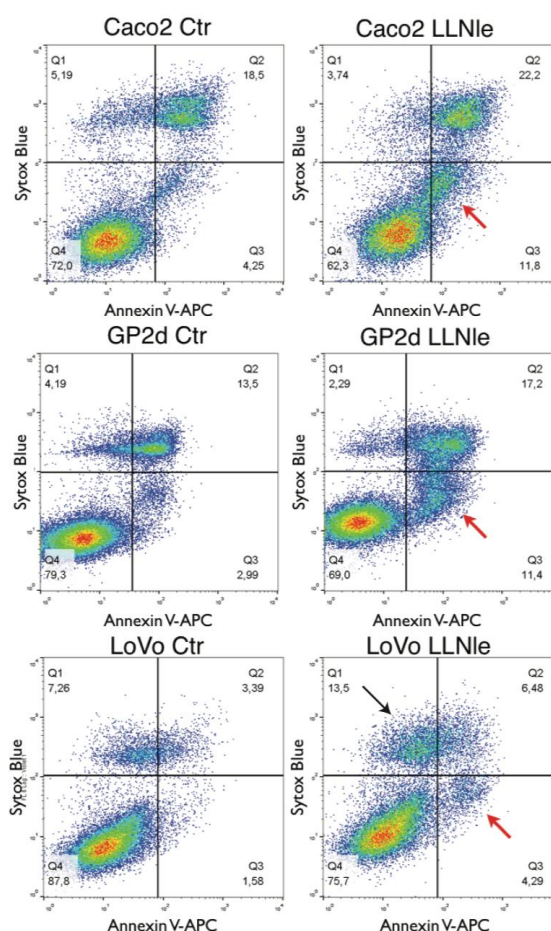 Caco2 Ctr
Q1
5,19
Q2
18,5
Sytox Blue
Q4
72,0
Q3
4,25
Annexin V-APC
Caco2 LLNle
Q1
3,74
Q2
22,2
Sytox Blue
Q4
62,3
Q3
11,8
Annexin V-APC
GP2d Ctr
Q1
4,19
Q2
13,5
Sytox Blue
Q4
79,3
Q3
2,99
Annexin V-APC
GP2d LLNle
Q1
2,29
Q2
17,2
Sytox Blue
Q4
69,0
Q3
11,4
Annexin V-APC
LoVo Ctr
Q1
7,26
Q2
3,39
Sytox Blue
Q4
87,8
Q3
1,58
Annexin V-APC
LoVo LLNle
Q1
13,5
Q2
6,48
Sytox Blue
Q4
75,7
Q3
4,29
Annexin V-APC